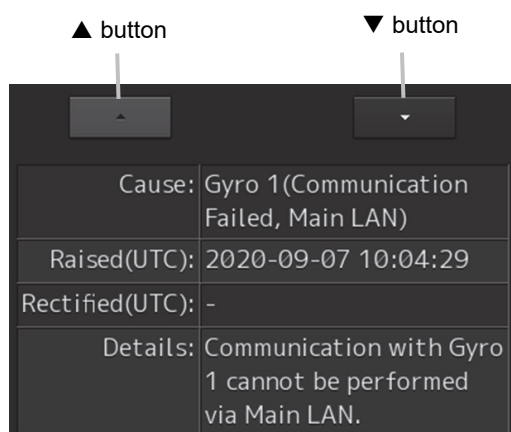 ▲ button
▼ button
Cause: Gyro 1(Communication
Failed, Main LAN)
Raised(UTC): 2020-09-07 10:04:29
Rectified(UTC): -
Details: Communication with Gyro
1 cannot be performed
via Main LAN.